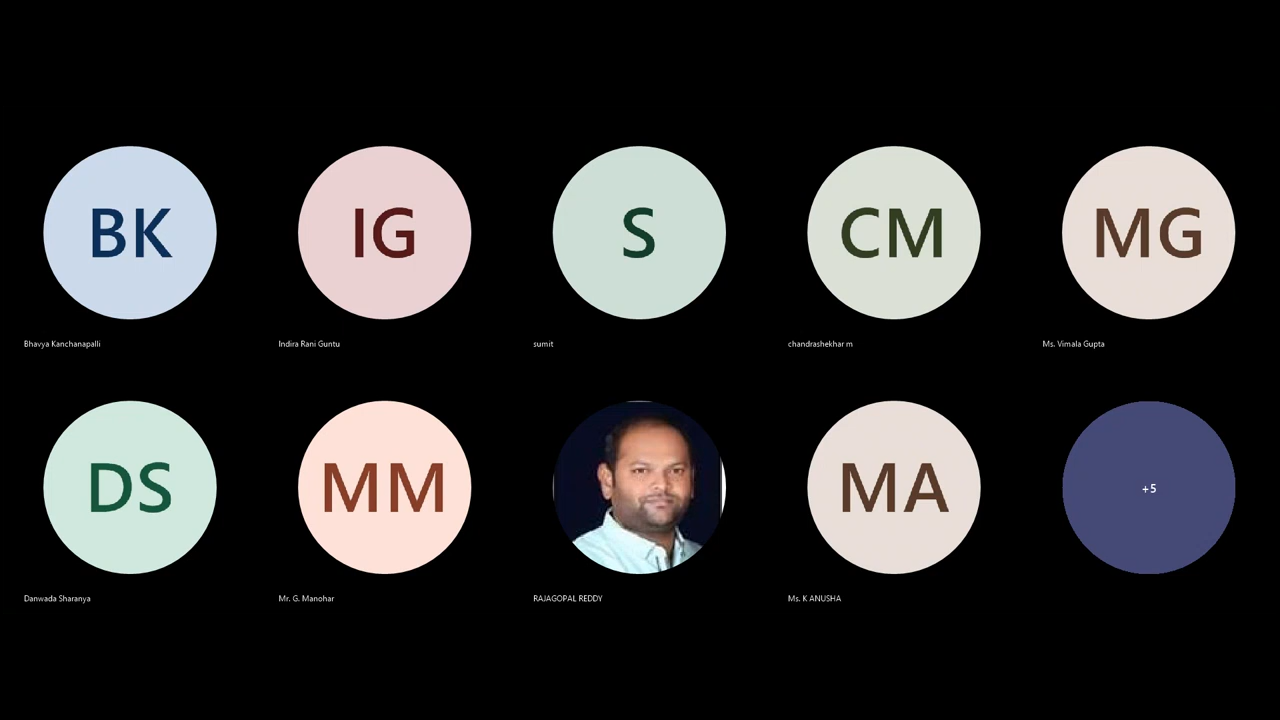 BK
IG
S
CM
MG
Bhavya Kanchanapalli
Indira Rani Guntu
sumit
chandrashekhar m
Ms. Vimala Gupta
DS
MM
MA
+5
Danwada Sharanya
Mr. G. Manohar
RAJAGOPAL REDDY
Ms. K ANUSHA